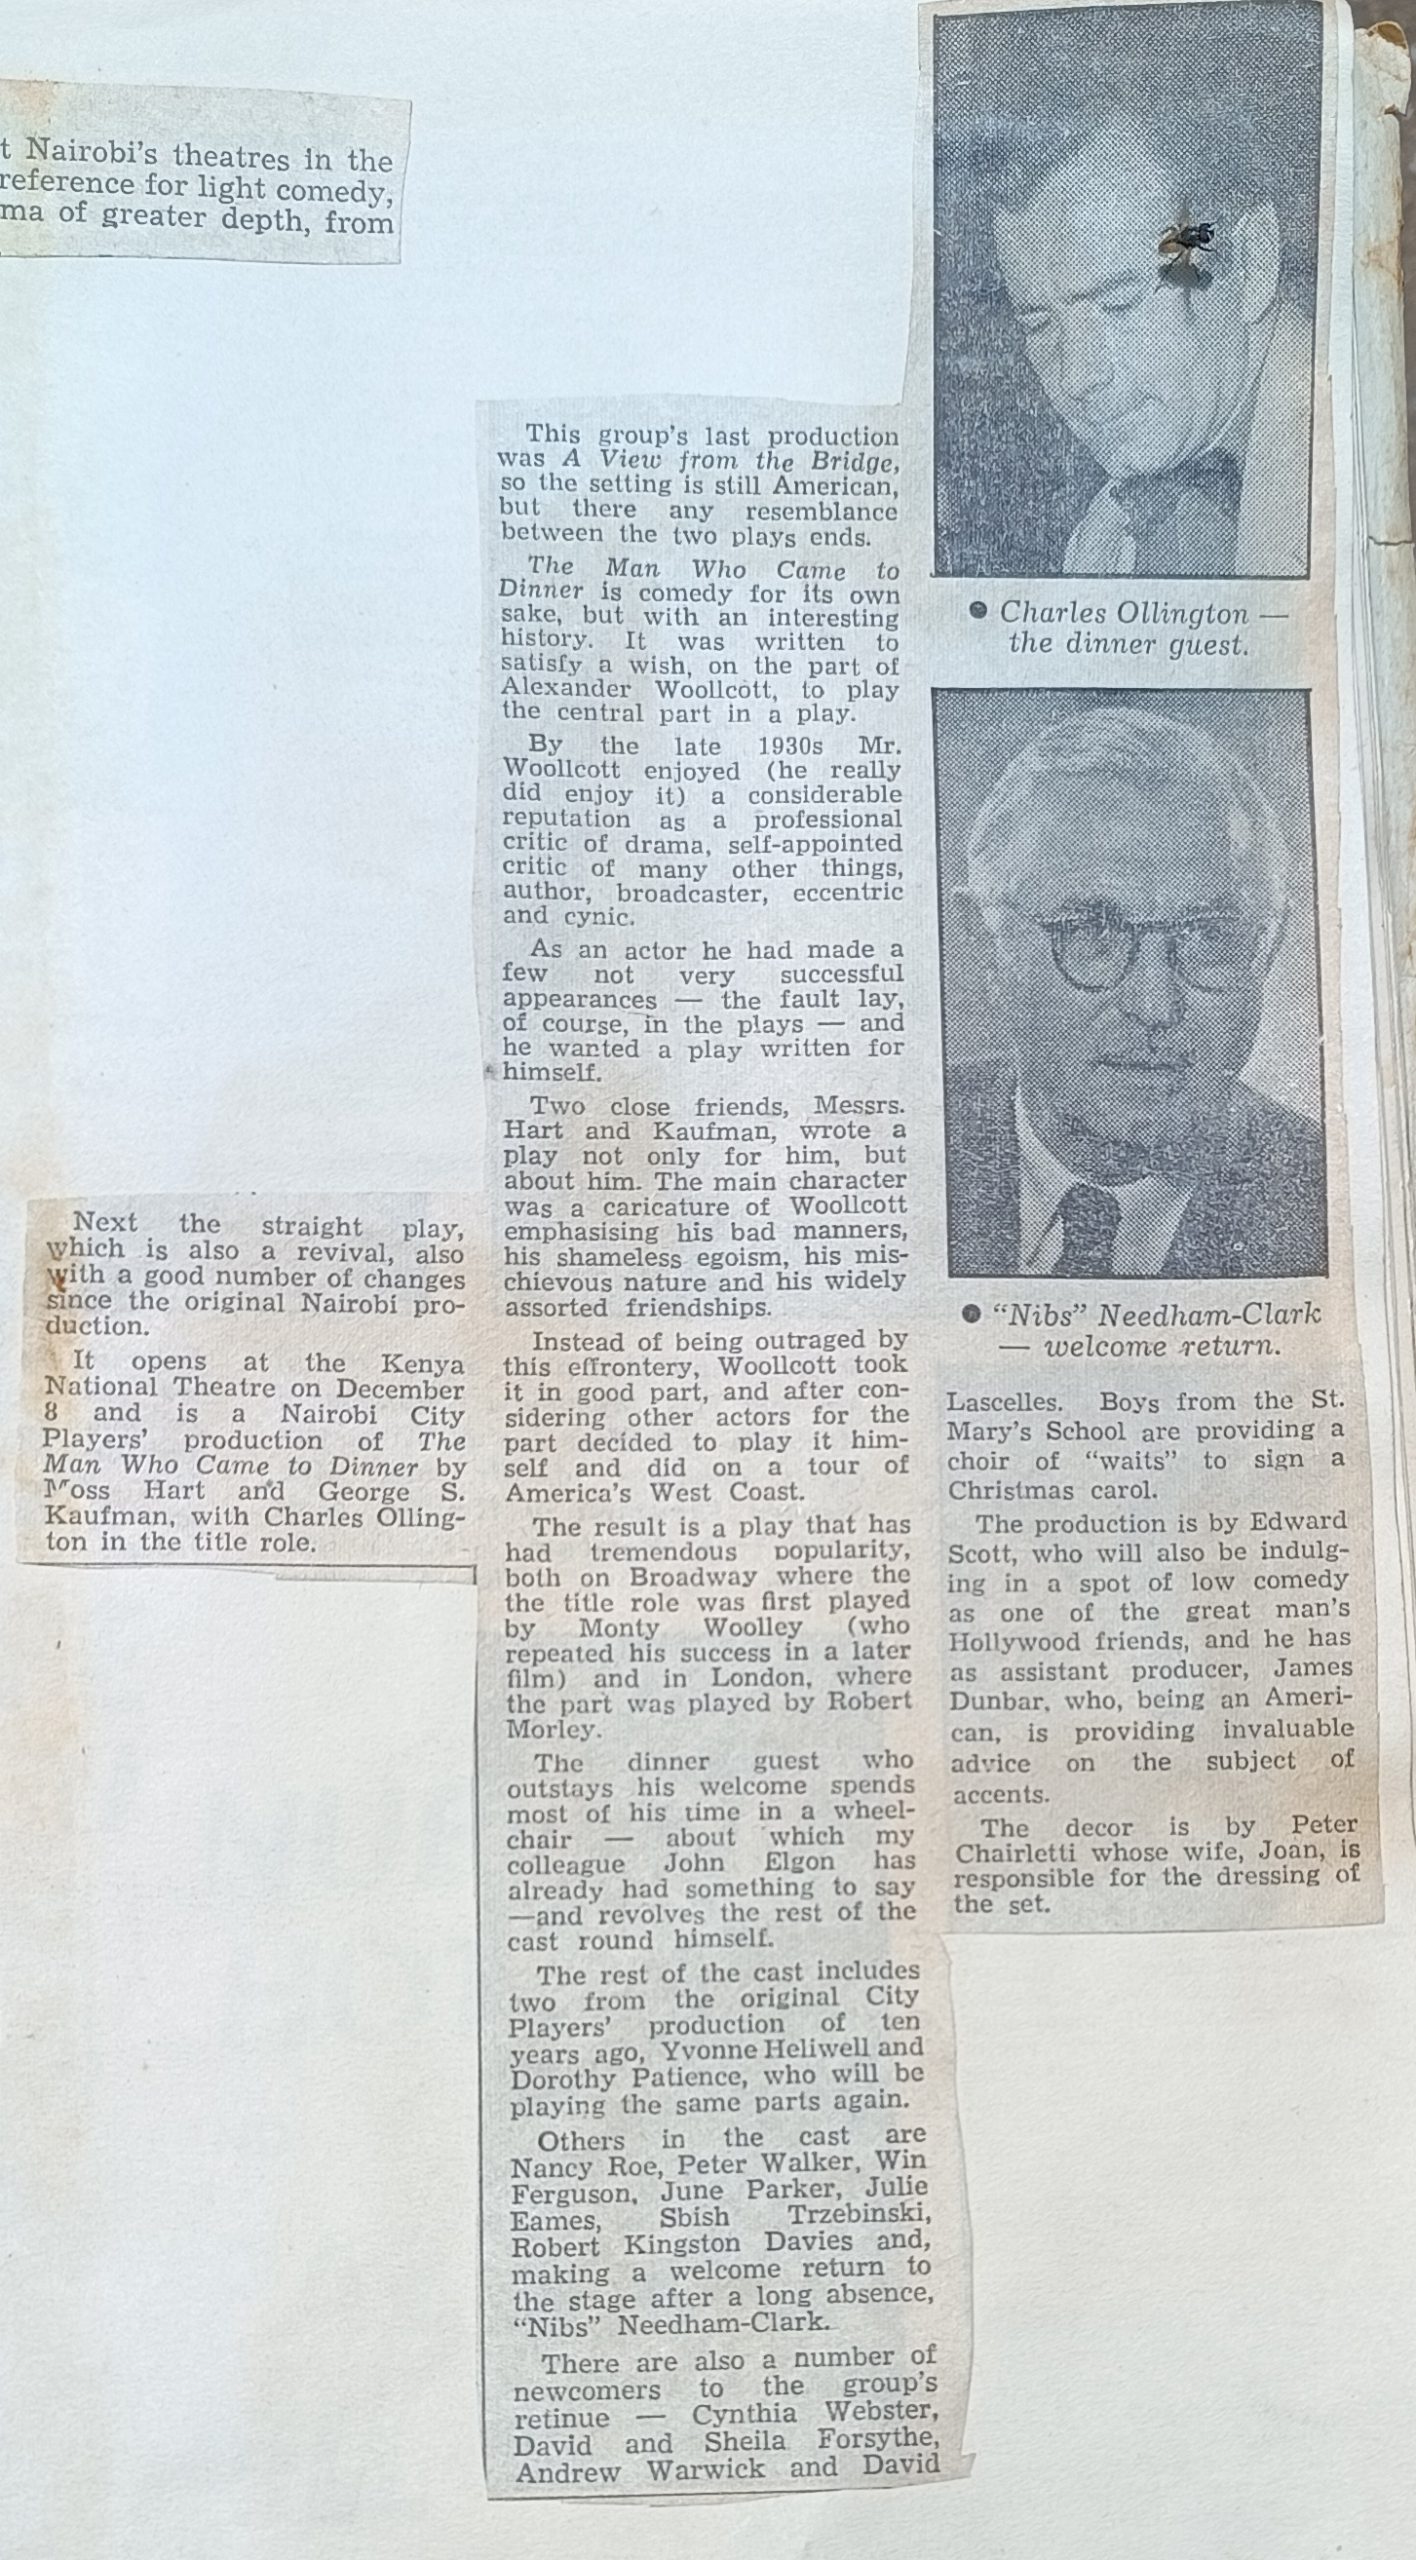 t Nairobi's theatres in the
reference for light comedy,
ma of greater depth, from
Next the straight play,
which is also a revival, also
with a good number of changes
since the original Nairobi pro-
duction.
It opens at the Kenya
National Theatre on December
8 and is a Nairobi City
Players' production of The
Man Who Came to Dinner by
Moss Hart and George S.
Kaufman, with Charles Olling-
ton in the title role.
This group's last production
was A View from the Bridge,
so the setting is still American,
but there any resemblance
between the two plays ends.
The Man Who Came to
Dinner is comedy for its own
sake, but with an interesting
history. It was written to
satisfy a wish, on the part of
Alexander Woollcott, to play
the central part in a play.
By the late 1930s Mr.
Woollcott enjoyed (he really
did enjoy it) a considerable
reputation as a professional
critic of drama, self-appointed
critic of many other things,
author, broadcaster, eccentric
and cynic.
As an actor he had made a
few not very successful
appearances — the fault lay,
of course, in the plays — and
he wanted a play written for
himself.
Two close friends, Messrs.
Hart and Kaufman, wrote a
play not only for him, but
about him. The main character
was a caricature of Woollcott
emphasising his bad manners,
his shameless egoism, his mis-
chievous nature and his widely
assorted friendships.
Instead of being outraged by
this effrontery, Woollcott took
it in good part, and after con-
sidering other actors for the
part decided to play it him-
self and did on a tour of
America's West Coast.
The result is a play that has
had tremendous popularity,
both on Broadway where the
the title role was first played
by Monty Woolley (who
repeated his success in a later
film) and in London, where
the part was played by Robert
Morley.
The dinner guest who
outstays his welcome spends
most of his time in a wheel-
chair — about which my
colleague John Elgon has
already had something to say
—and revolves the rest of the
cast round himself.
The rest of the cast includes
two from the original City
Players' production of ten
years ago, Yvonne Heliwell and
Dorothy Patience, who will be
playing the same parts again.
Others in the cast are
Nancy Roe, Peter Walker, Win
Ferguson, June Parker, Julie
Eames, Sbish Trzebinski,
Robert Kingston Davies and,
making a welcome return to
the stage after a long absence,
"Nibs" Needham-Clark.
There are also a number of
newcomers to the group's
retinue — Cynthia Webster,
David and Sheila Forsythe,
Andrew Warwick and David
● Charles Ollington —
the dinner guest.
● "Nibs" Needham-Clark
— welcome return.
Lascelles. Boys from the St.
Mary's School are providing a
choir of "waits" to sign a
Christmas carol.
The production is by Edward
Scott, who will also be indulg-
ing in a spot of low comedy
as one of the great man's
Hollywood friends, and he has
as assistant producer, James
Dunbar, who, being an Ameri-
can, is providing invaluable
advice on the subject of
accents.
The decor is by Peter
Chairletti whose wife, Joan, is
responsible for the dressing of
the set.